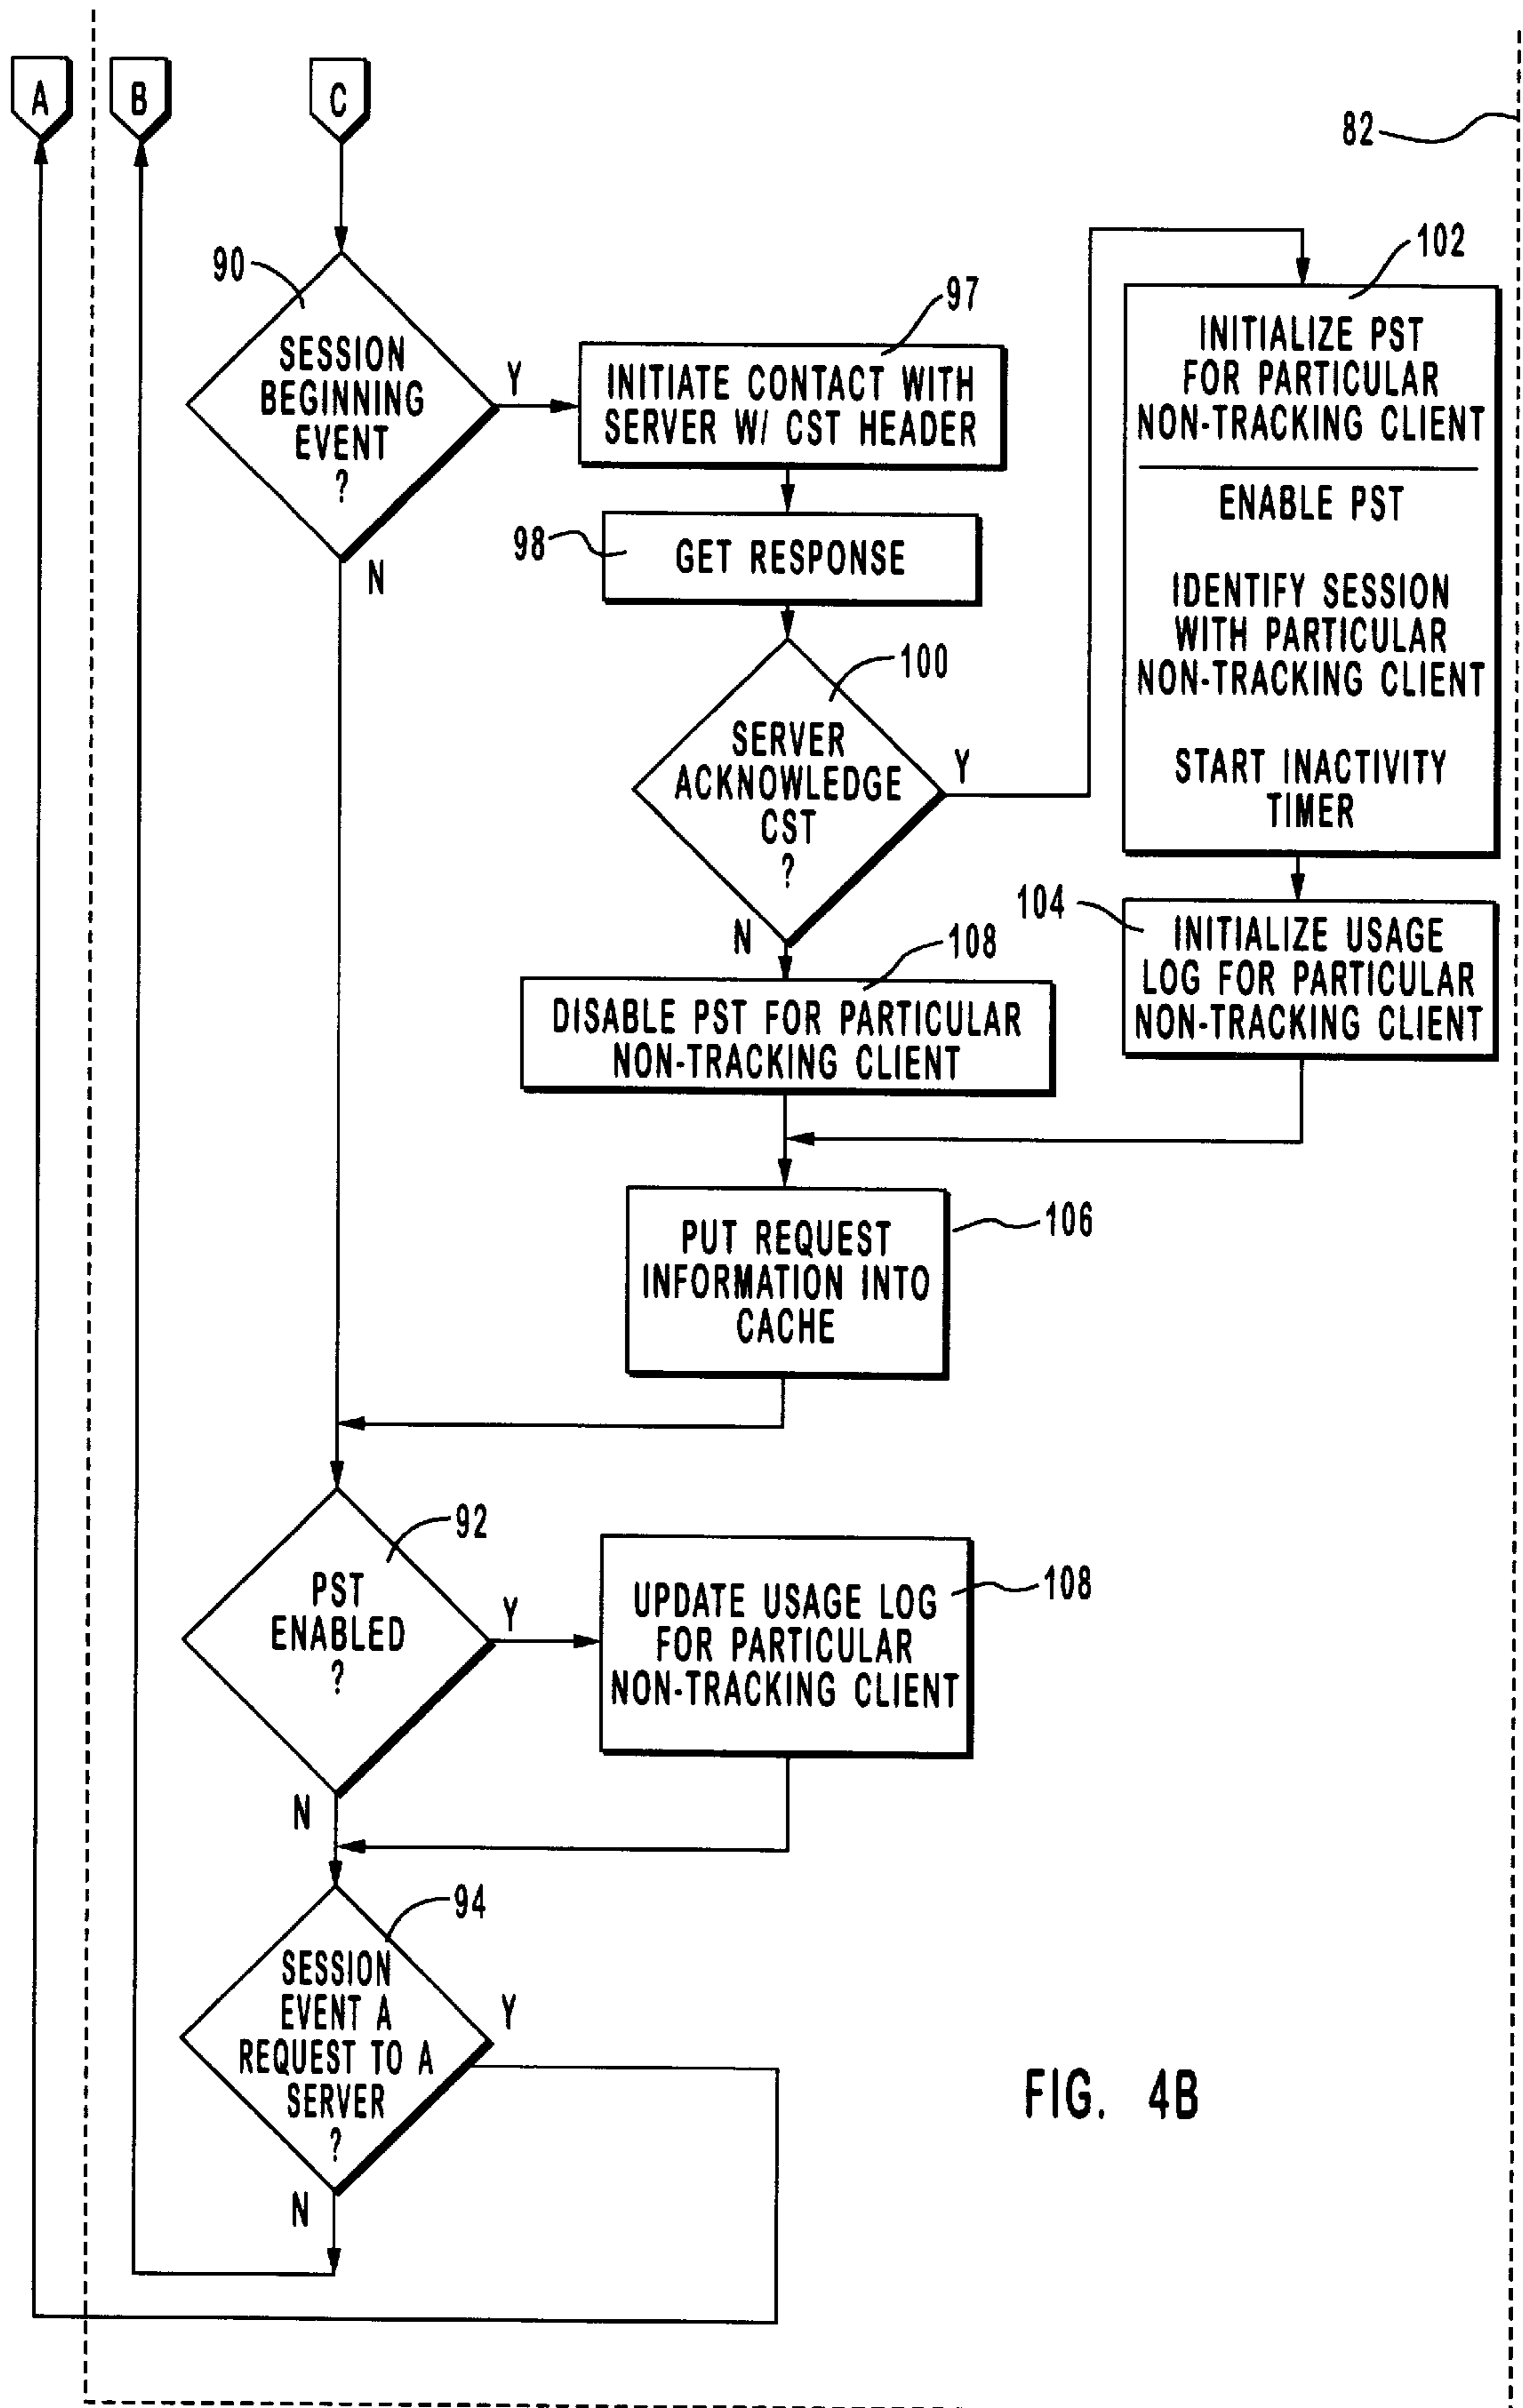 A
B
C
82
90
SESSION
BEGINNING
EVENT
?
Y
N
97
INITIATE CONTACT WITH
SERVER W/ CST HEADER
98
GET RESPONSE
100
SERVER
ACKNOWLEDGE
CST
?
Y
N
102
INITIALIZE PST
FOR PARTICULAR
NON-TRACKING CLIENT
ENABLE PST
IDENTIFY SESSION
WITH PARTICULAR
NON-TRACKING CLIENT
START INACTIVITY
TIMER
104
INITIALIZE USAGE
LOG FOR PARTICULAR
NON-TRACKING CLIENT
108
DISABLE PST FOR PARTICULAR
NON-TRACKING CLIENT
PUT REQUEST
INFORMATION INTO
CACHE
106
92
PST
ENABLED
?
Y
N
UPDATE USAGE LOG
FOR PARTICULAR
NON-TRACKING CLIENT
108
94
SESSION
EVENT A
REQUEST TO A
SERVER
?
Y
N
FIG. 4B